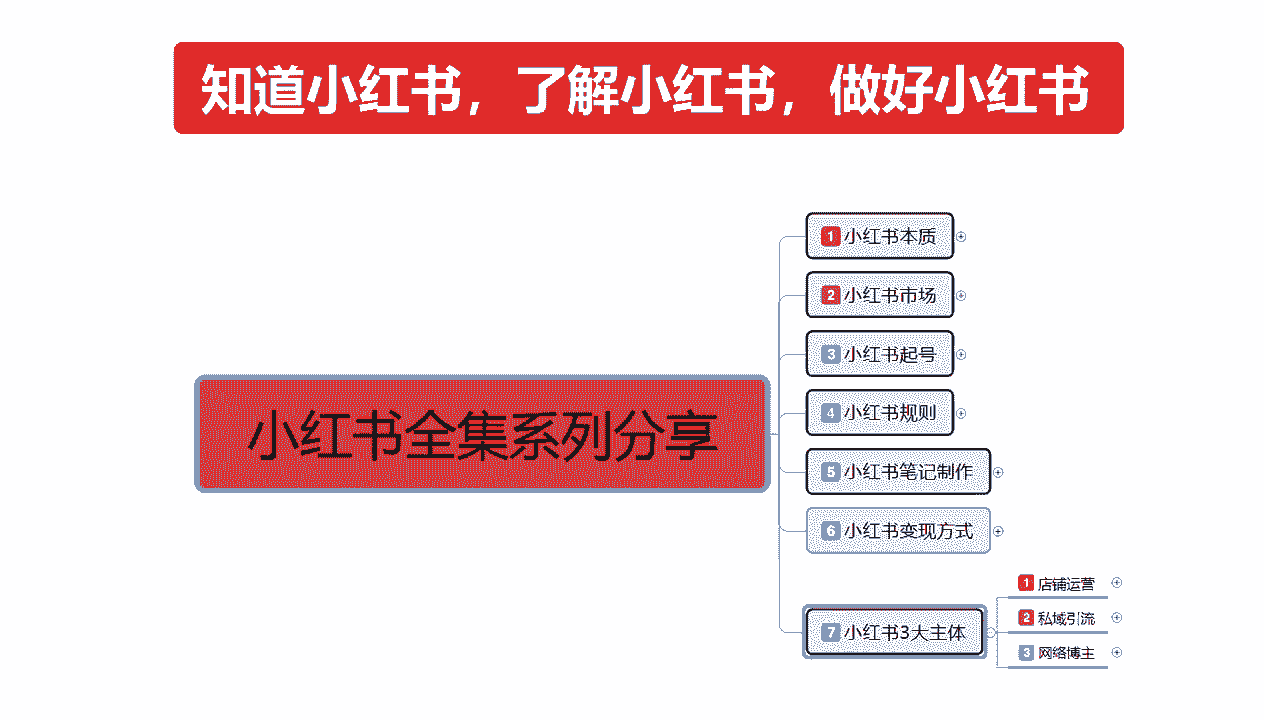 知道小红书，了解小红书，做好小红书
小红书全集系列分享
1 小红书本质
2 小红书市场
3 小红书起号
4 小红书规则
5 小红书笔记制作
6 小红书变现方式
7 小红书3大主体
1 店铺运营
2 私域引流
3 网络博主